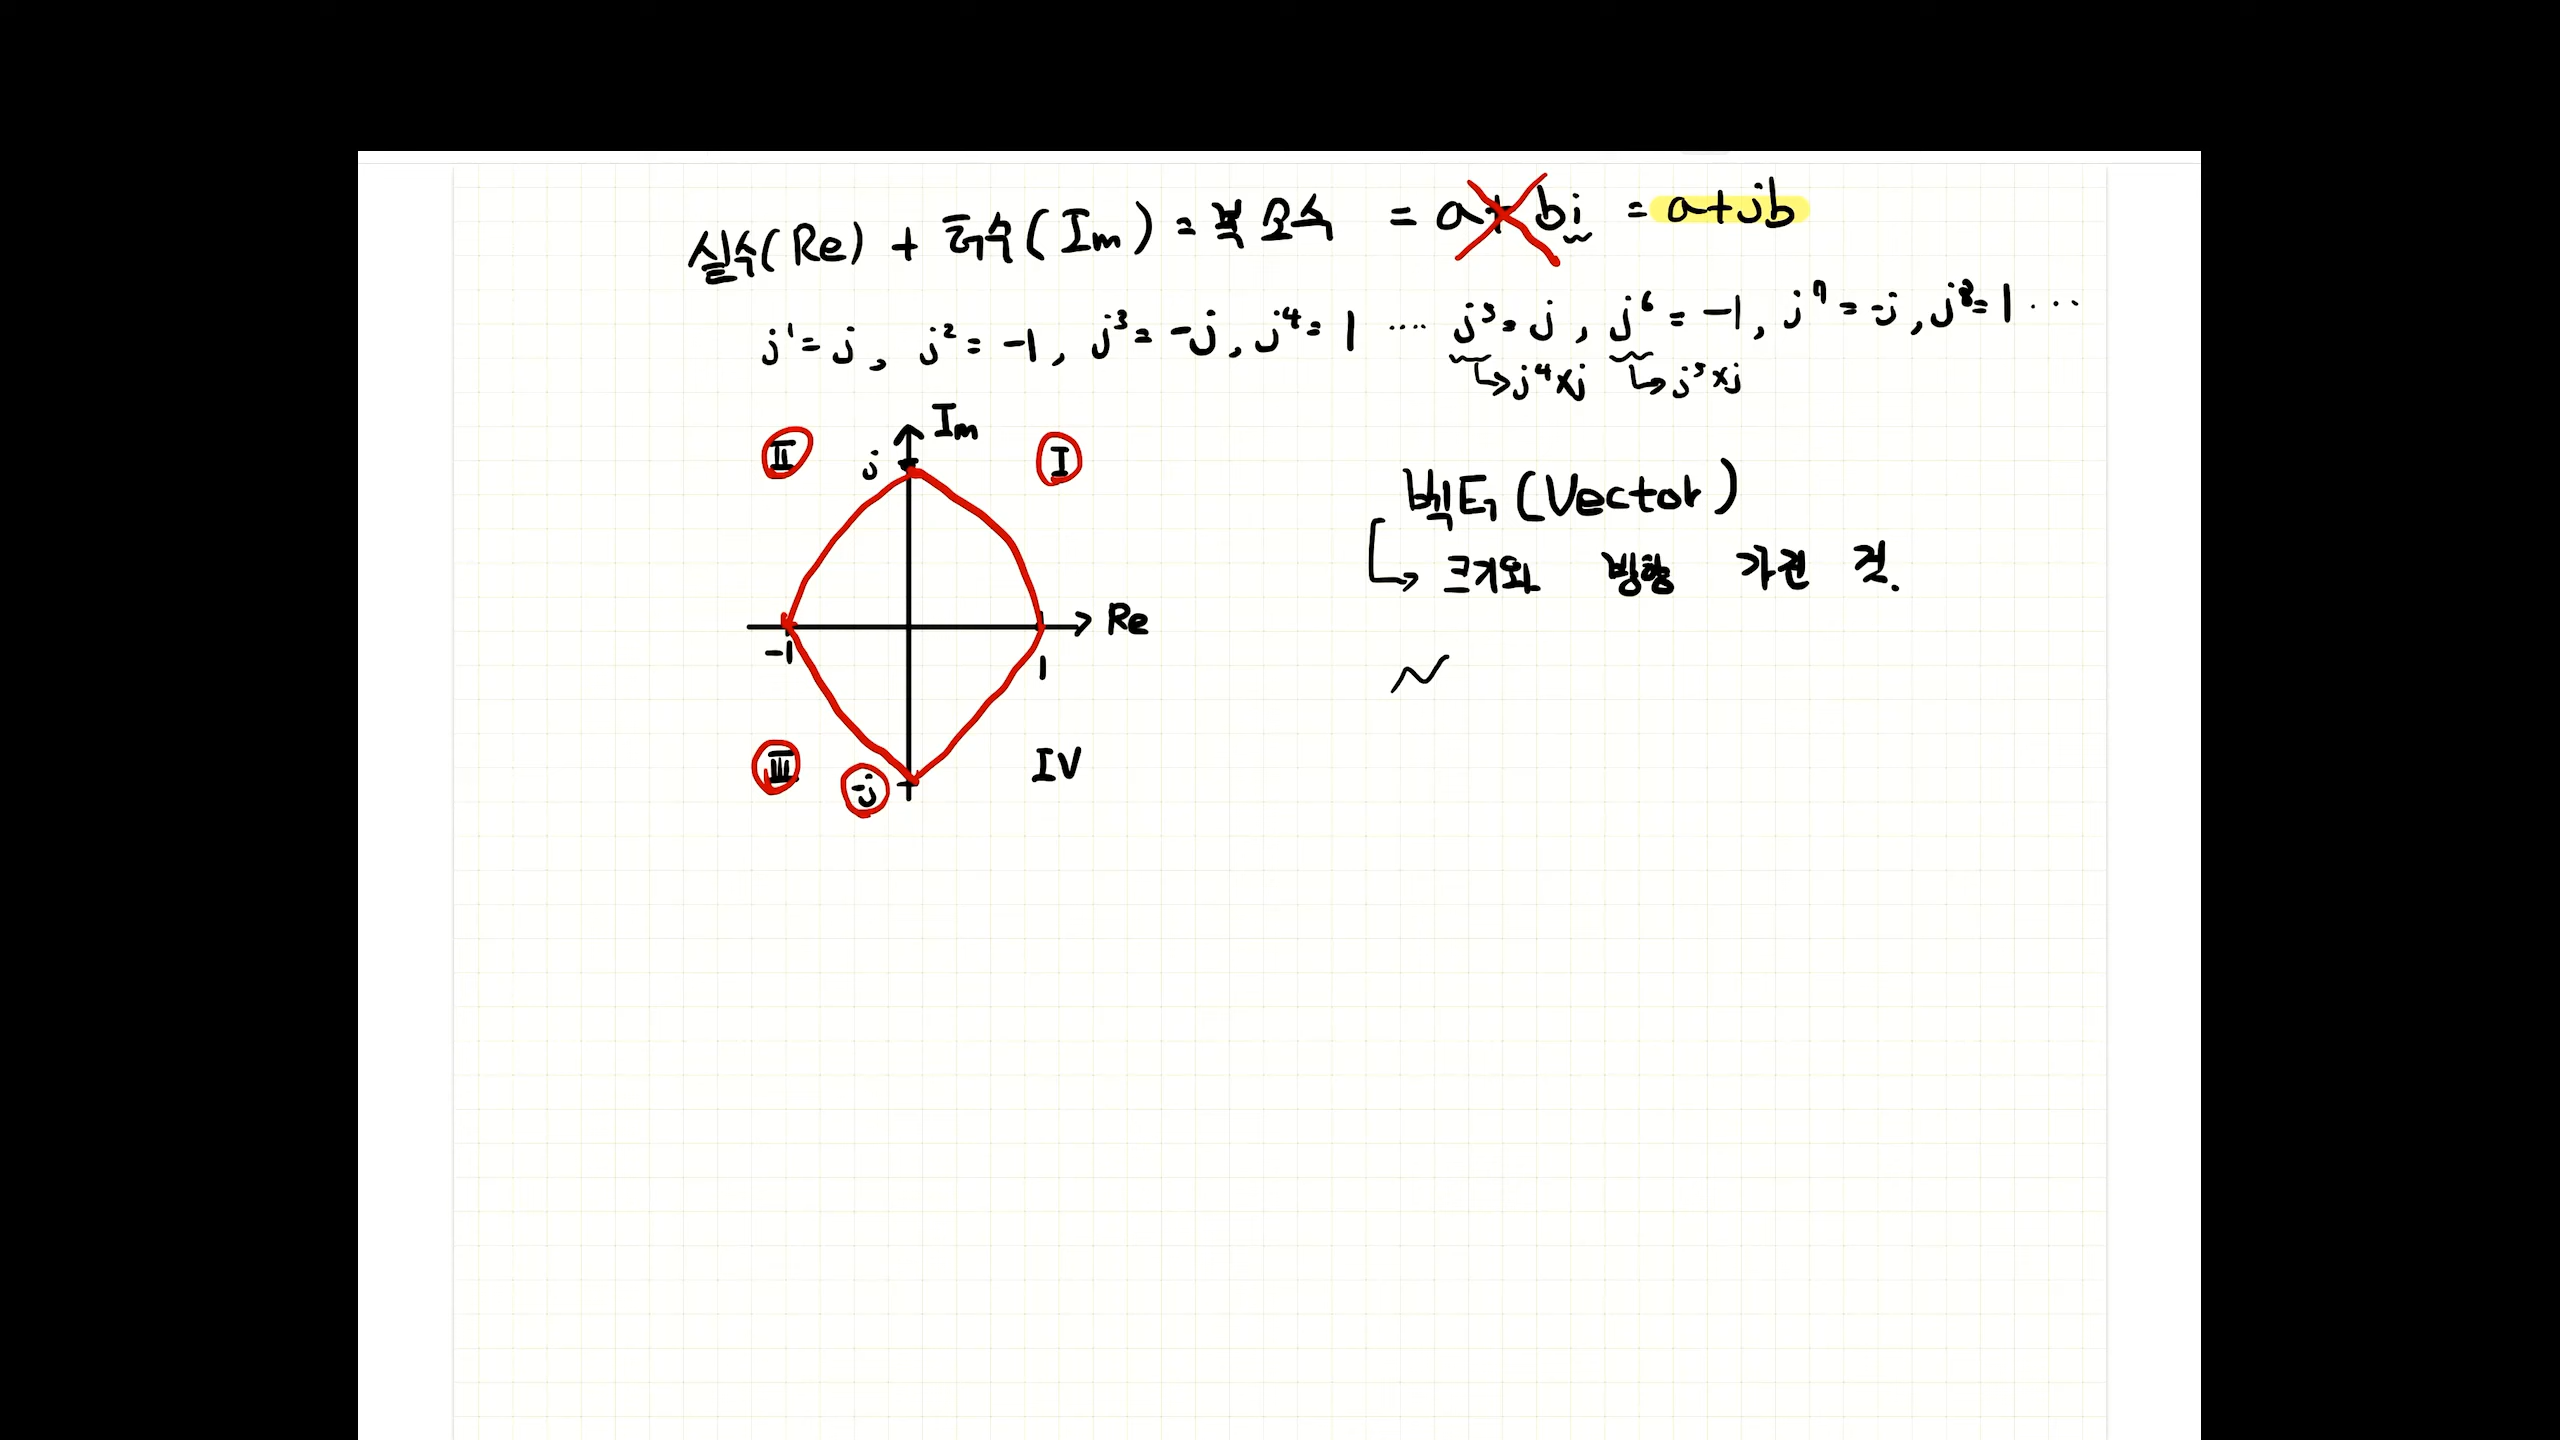 실수(Re) + 허수(Im) = 복소수 = a+bi = a+jb
j¹=j, j²=-1, j³=-j, j⁴=1 .... j⁵=j, j⁶=-1, j⁷=-j, j⁸=1 ...
j⁴×j j⁵×j
Im
II j I
벡터(Vector)
크기와 방향 가진 것.
Re
-1 1
III -j IV